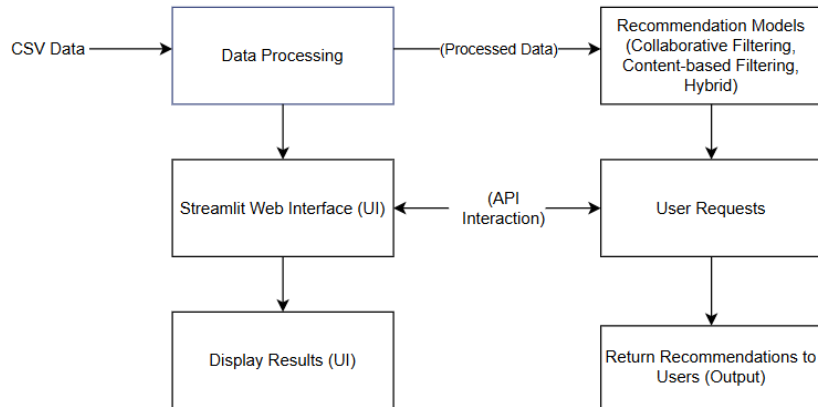 CSV Data
Data Processing
(Processed Data)
Recommendation Models
(Collaborative Filtering,
Content-based Filtering,
Hybrid)
Streamlit Web Interface (UI)
(API
Interaction)
User Requests
Display Results (UI)
Return Recommendations to
Users (Output)